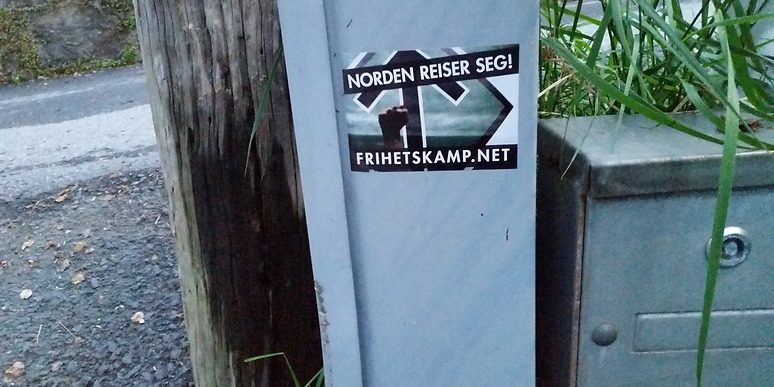 NORDEN REISER SEG!
FRIHETSKAMP.NET